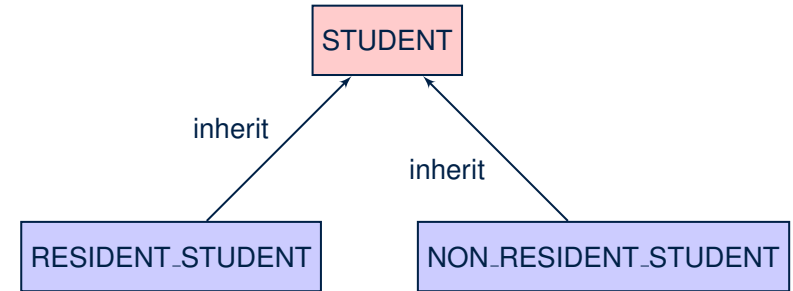 STUDENT
inherit
inherit
RESIDENT_STUDENT
NON_RESIDENT_STUDENT